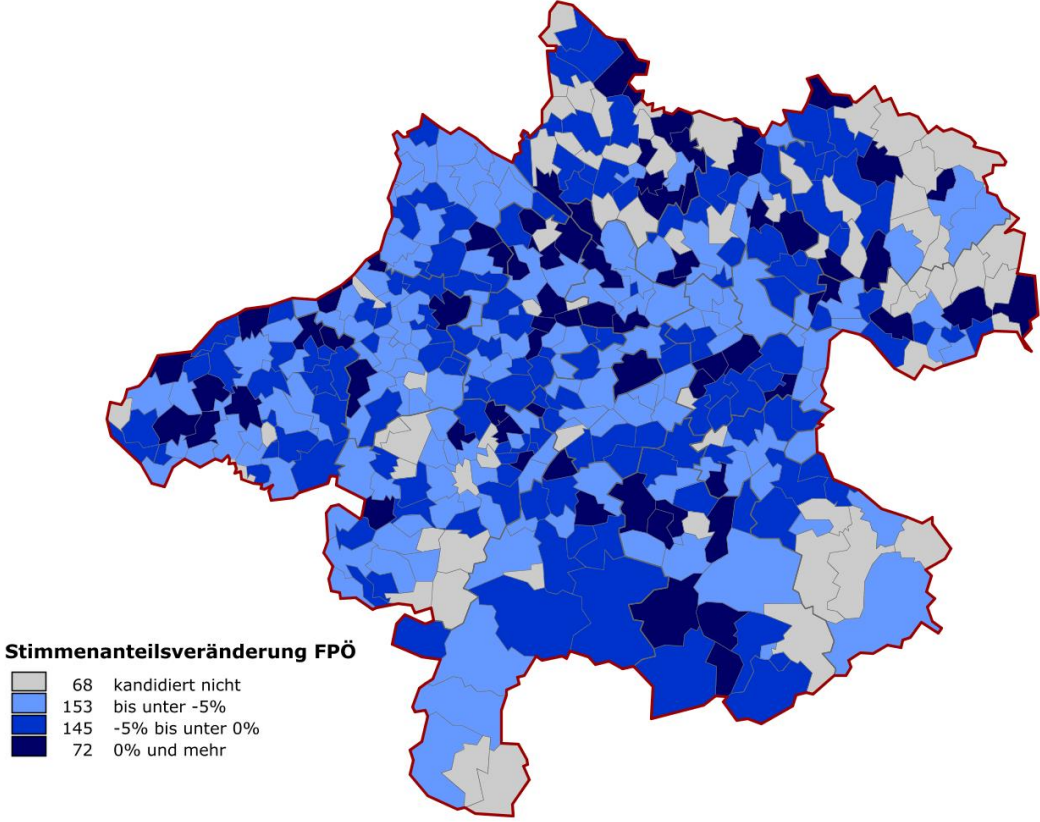 Stimmenanteilsveränderung FPÖ
68 kandidiert nicht
153 bis unter -5%
145 -5% bis unter 0%
72 0% und mehr